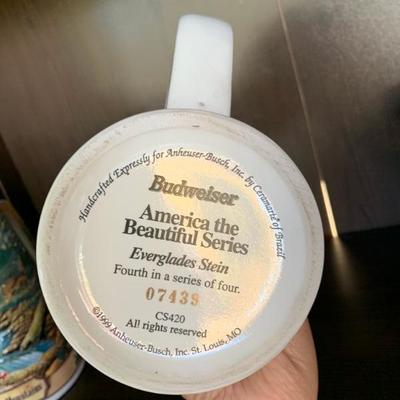 Handcrafted Expressly for Anheuser-Busch, Inc. by Ceramarte of Brazil
Budweiser
America the
Beautiful Series
Everglades Stein
Fourth in a series of four.
07439
CS420
All rights reserved
©1999 Anheuser-Busch, Inc. St. Louis, MO